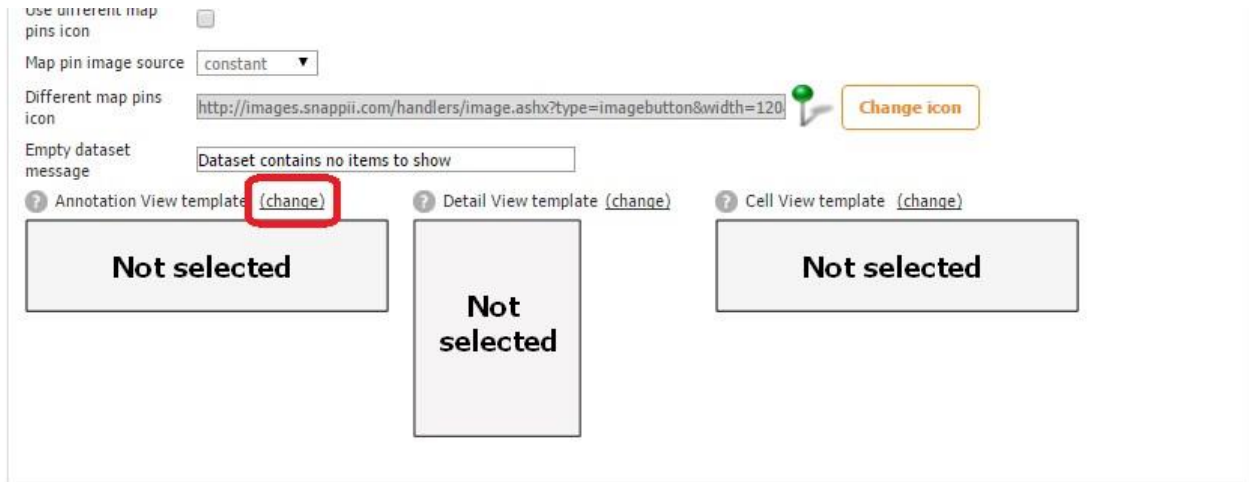 Use different map
pins icon
Map pin image source constant
Different map pins
icon
http://images.snappii.com/handlers/image.ashx?type=imagebutton&width=120
Change icon
Empty dataset
message
Dataset contains no items to show
Annotation View template (change)
Detail View template (change)
Cell View template (change)
Not selected
Not
selected
Not selected